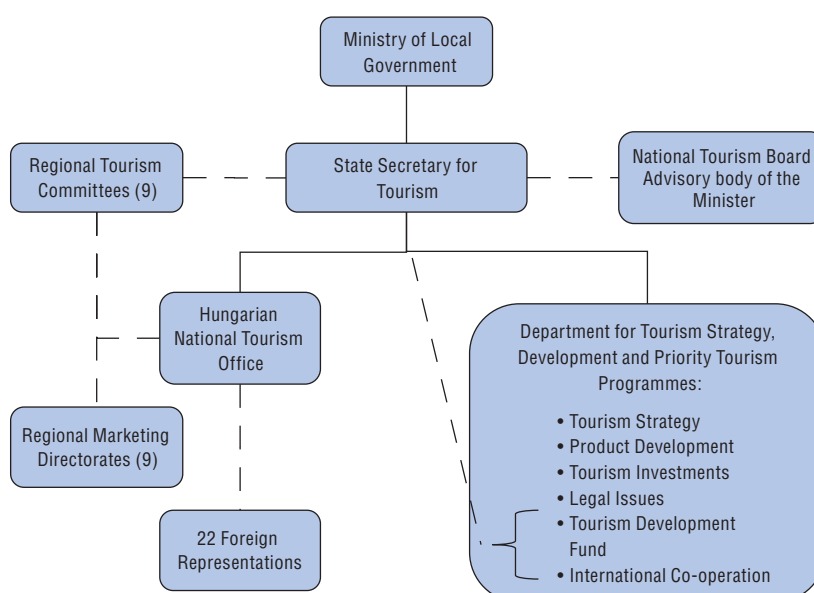 Ministry of Local
Government
Regional Tourism
Committees (9)
State Secretary for
Tourism
National Tourism Board
Advisory body of the
Minister
Hungarian
National Tourism
Office
Department for Tourism Strategy,
Development and Priority Tourism
Programmes:
• Tourism Strategy
• Product Development
• Tourism Investments
• Legal Issues
• Tourism Development
Fund
• International Co-operation
Regional Marketing
Directorates (9)
22 Foreign
Representations